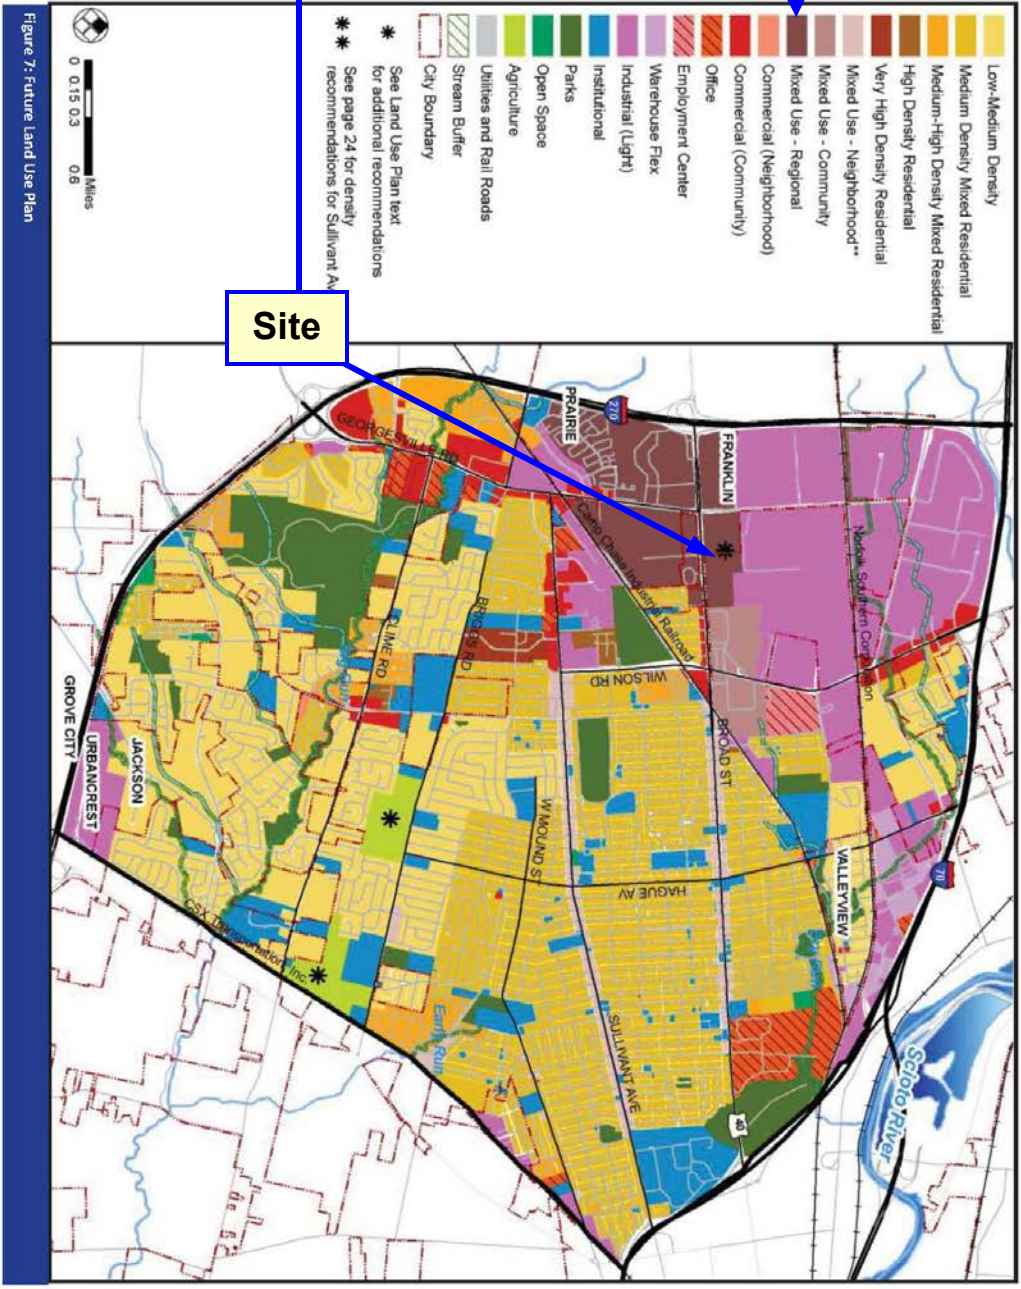 Low-Medium Density
Medium Density Mixed Residential
Medium-High Density Mixed Residential
High Density Residential
Very High Density Residential
Mixed Use - Neighborhood**
Mixed Use - Community
Mixed Use - Regional
Commercial (Neighborhood)
Commercial (Community)
Office
Employment Center
Warehouse Flex
Industrial (Light)
Institutional
Parks
Open Space
Agriculture
Utilities and Rail Roads
Stream Buffer
City Boundary
* See Land Use Plan text
for additional recommendations
** See page 24 for density
recommendations for Sullivant Av
0 0.15 0.3 0.6
Miles
Figure 7: Future Land Use Plan
Site
270
PRAIRIE
FRANKLIN
GEORGESVILLE RD
Camp Chase Industrial Railroad
Norfolk Southern Corporation
BRIGGS RD
CLIME RD
WILSON RD
BROAD ST
GROVE CITY
URBANCREST
JACKSON
W MOUND S
HAGUE AV
VALLEYVIEW
70
CSX Transportation Inc.
SULLIVANT AVE
40
Scioto River